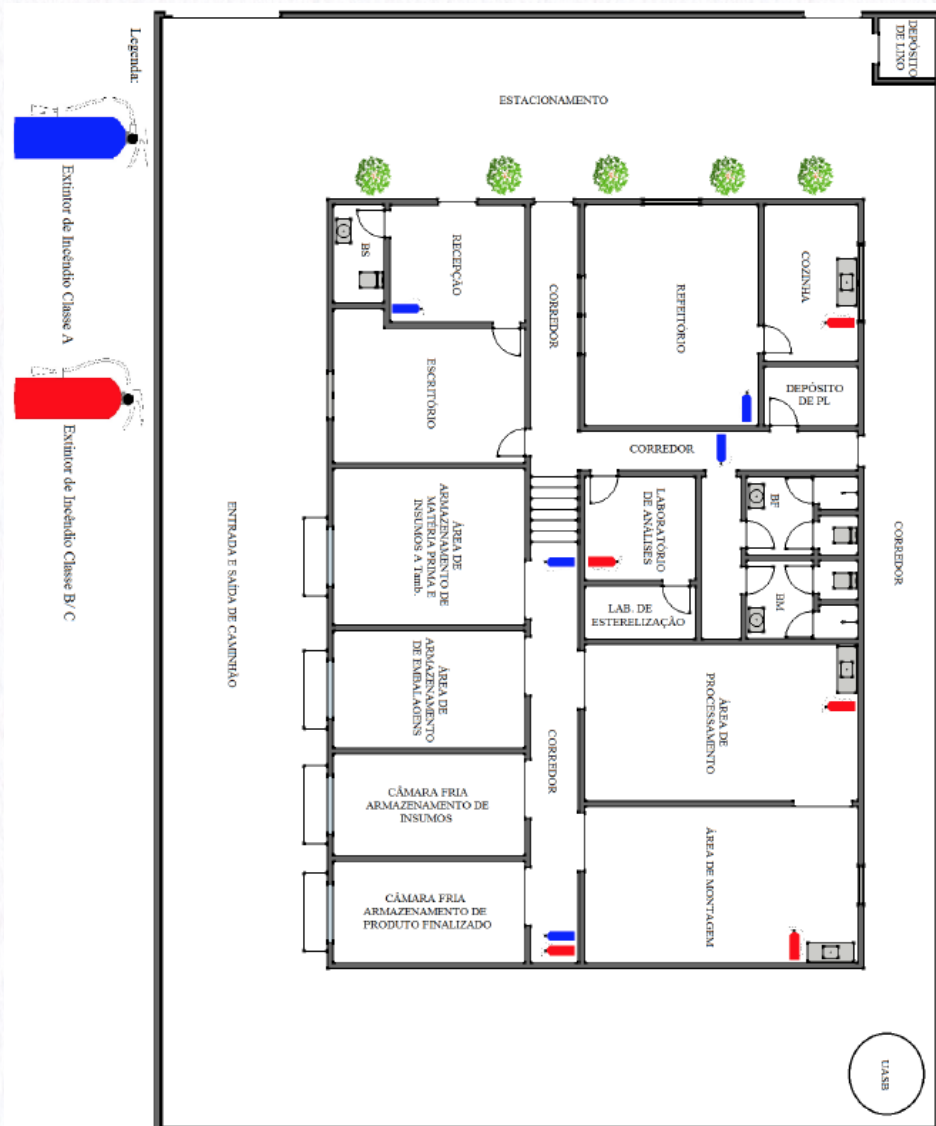 DEPÓSITO
DE LIXO
Legenda:
Extintor de Incêndio Classe A
Extintor de Incêndio Classe B/ C
ESTACIONAMENTO
BS
RECEPÇÃO
CORREDOR
REFEITÓRIO
COZINHA
ESCRITÓRIO
DEPÓSITO
DE PL
CORREDOR
ÁREA DE
ARMAZENAMENTO DE
MATÉRIA PRIMA E
INSUMOS A Tamb.
LABORATÓRIO
DE ANÁLISES
BF
CORREDOR
LAB. DE
ESTERELIZAÇÃO
BM
ENTRADA E SAÍDA DE CAMINHÃO
ÁREA DE
ARMAZENAMENTO
DE EMBALAGENS
ÁREA DE
PROCESSAMENTO
CORREDOR
CÂMARA FRIA
ARMAZENAMENTO DE
INSUMOS
ÁREA DE MONTAGEM
CÂMARA FRIA
ARMAZENAMENTO DE
PRODUTO FINALIZADO
UASB